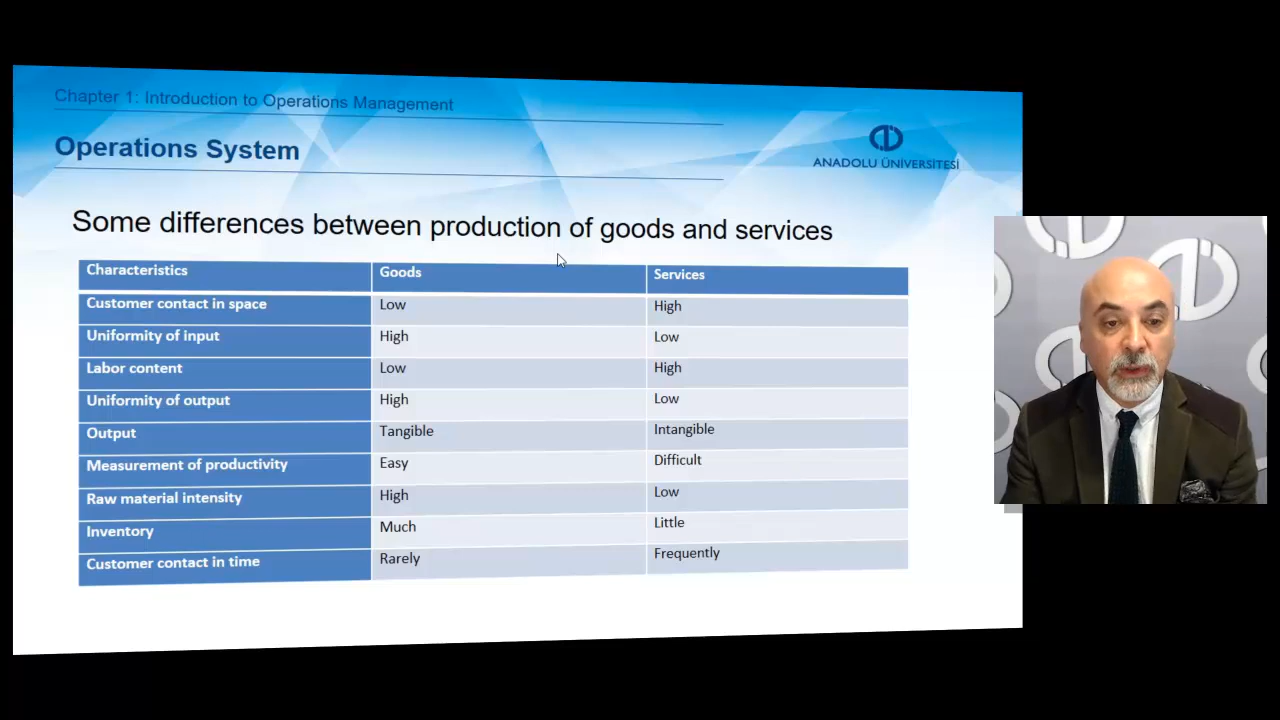 Chapter 1: Introduction to Operations Management
Operations System
ANADOLU ÜNİVERSİTESİ
Some differences between production of goods and services
Characteristics Goods Services
Customer contact in space Low High
Uniformity of input High Low
Labor content Low High
Uniformity of output High Low
Output Tangible Intangible
Measurement of productivity Easy Difficult
Raw material intensity High Low
Inventory Much Little
Customer contact in time Rarely Frequently